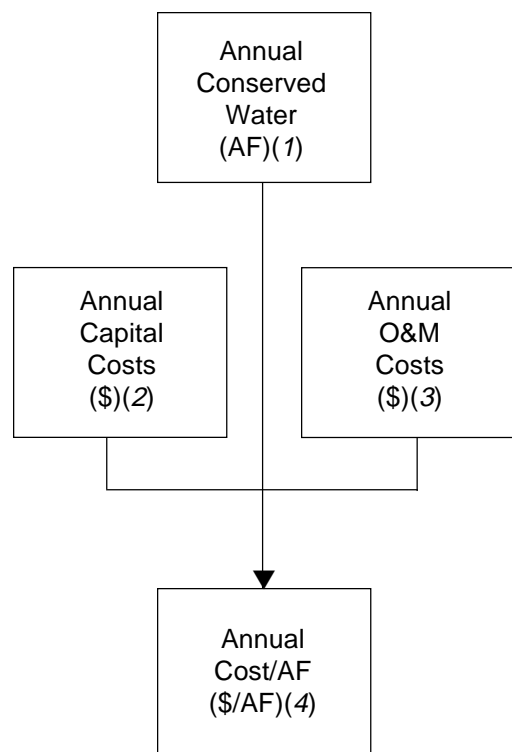 Annual
Conserved
Water
(AF)(1)
Annual
Capital
Costs
($)(2)
Annual
O&M
Costs
($)(3)
Annual
Cost/AF
($/AF)(4)